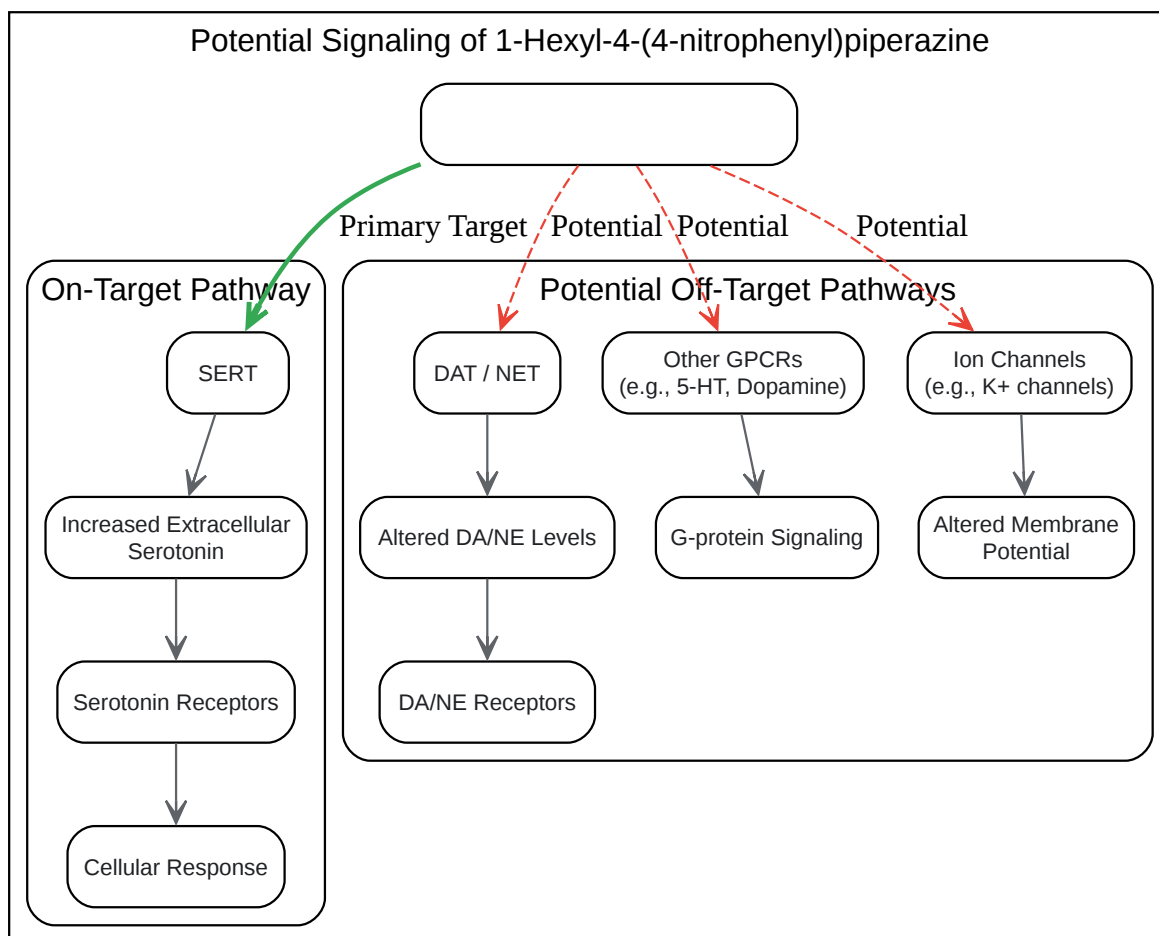 Potential Signaling of 1-Hexyl-4-(4-nitrophenyl)piperazine
Primary Target
Potential
Potential
Potential
On-Target Pathway
Potential Off-Target Pathways
SERT
DAT / NET
Other GPCRs
(e.g., 5-HT, Dopamine)
Ion Channels
(e.g., K+ channels)
Increased Extracellular
Serotonin
Altered DA/NE Levels
G-protein Signaling
Altered Membrane
Potential
Serotonin Receptors
DA/NE Receptors
Cellular Response